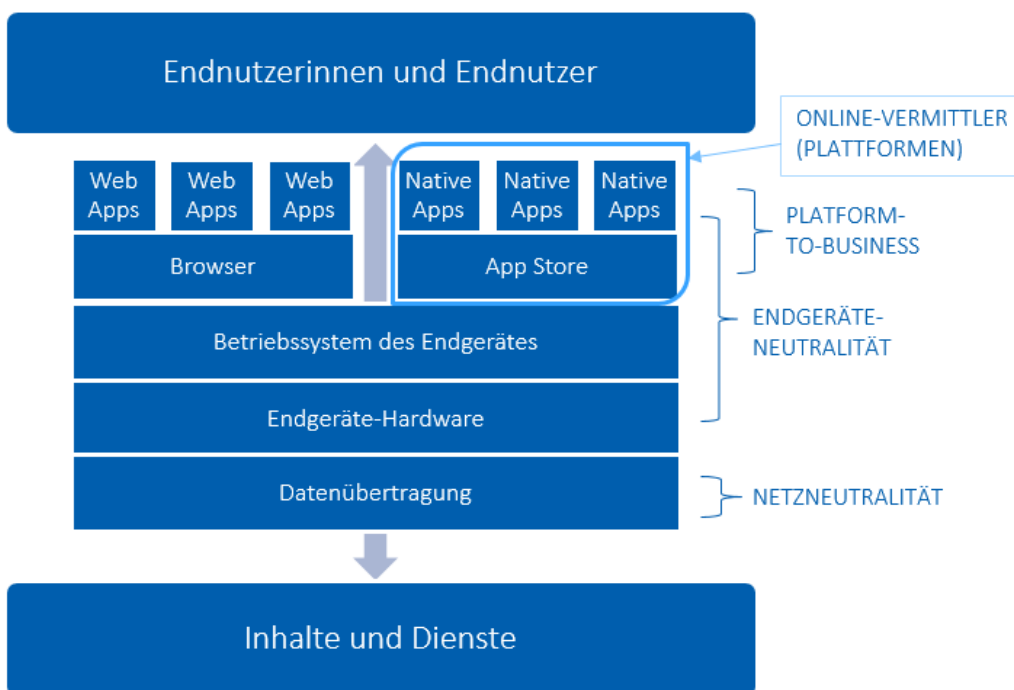 Endnutzerinnen und Endnutzer
ONLINE-VERMITTLER
(PLATTFORMEN)
Web
Apps
Web
Apps
Web
Apps
Native
Apps
Native
Apps
Native
Apps
PLATFORM-
TO-BUSINESS
Browser
App Store
ENDGERÄTE-
NEUTRALITÄT
Betriebssystem des Endgerätes
Endgeräte-Hardware
Datenübertragung
NETZNEUTRALITÄT
Inhalte und Dienste